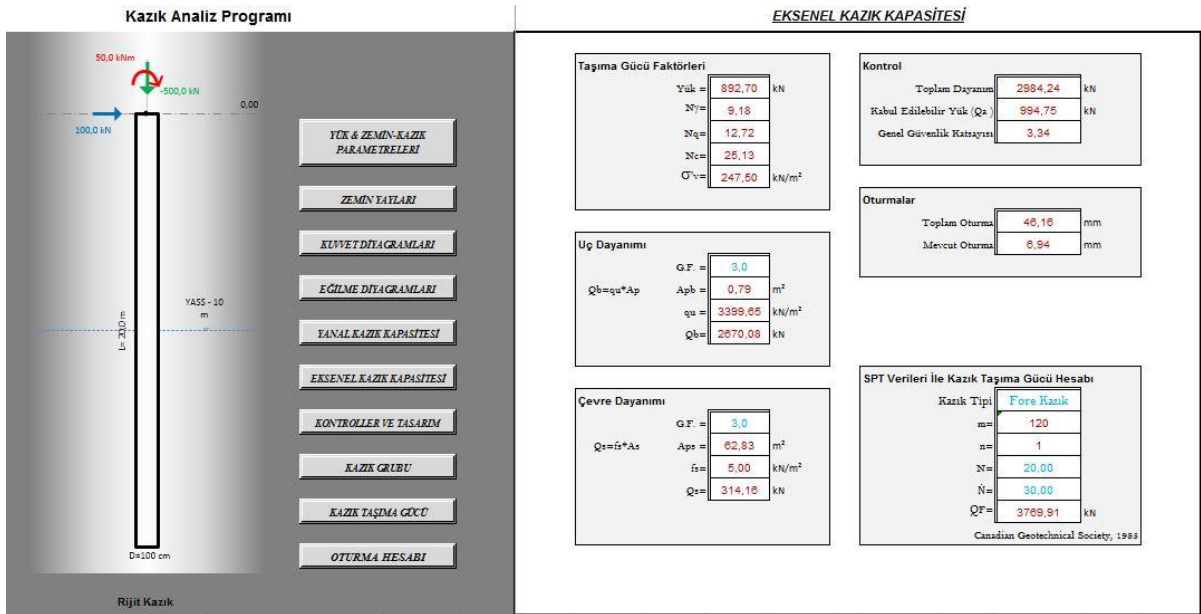 Kazık Analiz Programı
50,0 kNm
-500,0 kN
0,00
100,0 kN
YASS - 10
m
L= 20,0 m
D=100 cm
Rijit Kazık
YÜK & ZEMİN-KAZIK
PARAMETRELERİ
ZEMİN YAYLARI
KUVVET DİYAGRAMLARI
EĞİLME DİYAGRAMLARI
YANAL KAZIK KAPASİTESİ
EKSENEL KAZIK KAPASİTESİ
KONTROLLER VE TASARIM
KAZIK GRUBU
KAZIK TAŞIMA GÜCÜ
OTURMA HESABI
EKSENEL KAZIK KAPASİTESİ
Taşıma Gücü Faktörleri
Yük = 892,70 kN
Nγ= 9,18
Nq= 12,72
Nc= 25,13
σ'v= 247,50 kN/m²
Uç Dayanımı
G.F. = 3,0
Qb=qu*Ap Apb = 0,79 m²
qu = 3399,65 kN/m²
Qb= 2670,08 kN
Çevre Dayanımı
G.F. = 3,0
Qs=fs*As Aps = 62,83 m²
fs= 5,00 kN/m²
Qs= 314,16 kN
Kontrol
Toplam Dayanım 2984,24 kN
Kabul Edilebilir Yük (Qa ) 994,75 kN
Genel Güvenlik Katsayısı 3,34
Oturmalar
Toplam Oturma 46,16 mm
Mevcut Oturma 6,94 mm
SPT Verileri İle Kazık Taşıma Gücü Hesabı
Kazık Tipi Fore Kazık
m= 120
n= 1
N= 20,00
Ṅ= 30,00
QF= 3769,91 kN
Canadian Geotechnical Society, 1985